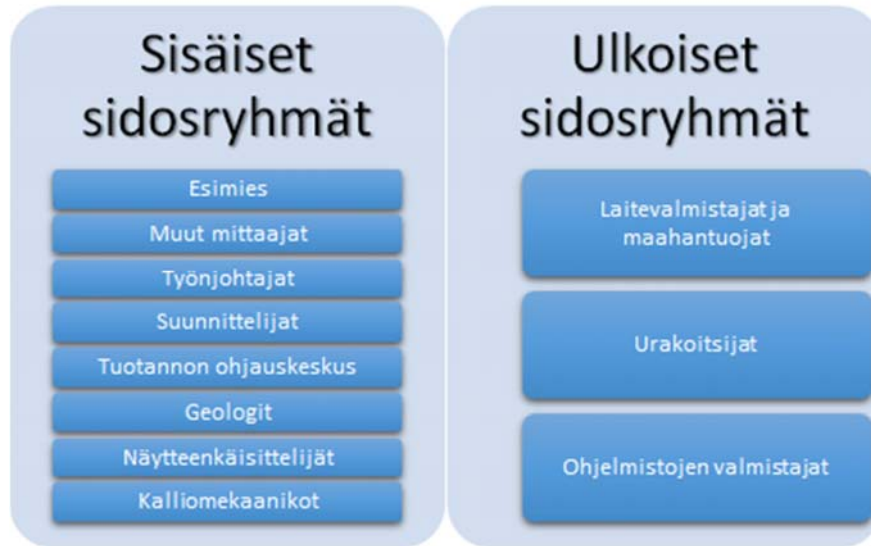 Sisäiset
sidosryhmät
Esimies
Muut mittaajat
Työnjohtajat
Suunnittelijat
Tuotannon ohjauskeskus
Geologit
Näytteenkäisittelijät
Kalliomekaanikot
Ulkoiset
sidosryhmät
Laitevalmistajat ja
maahantuojat
Urakoitsijat
Ohjelmistojen valmistajat